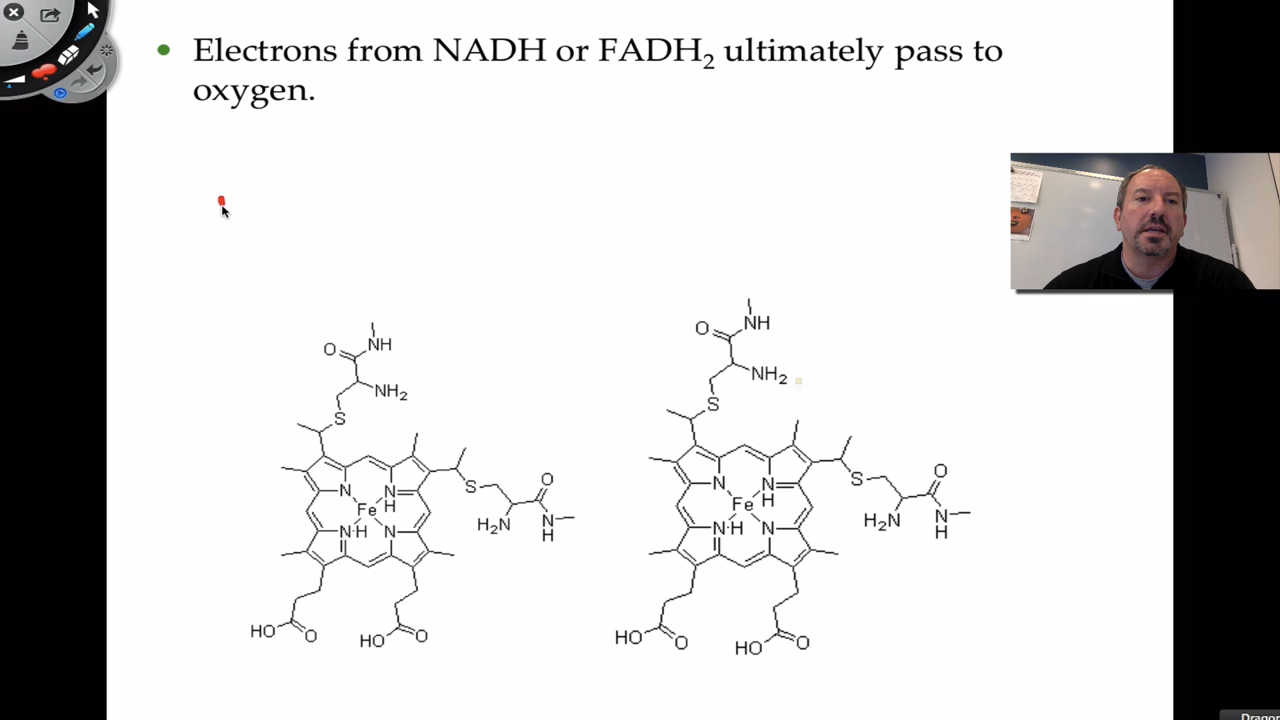 • Electrons from NADH or FADH₂ ultimately pass to
oxygen.
O
NH
NH₂
S
S
O
H₂N
N
H
N
N
H
Fe
N
H
N
HO
O
HO
O
O
NH
NH₂
S
S
O
H₂N
N
H
N
N
H
Fe
N
H
N
HO
O
HO
O